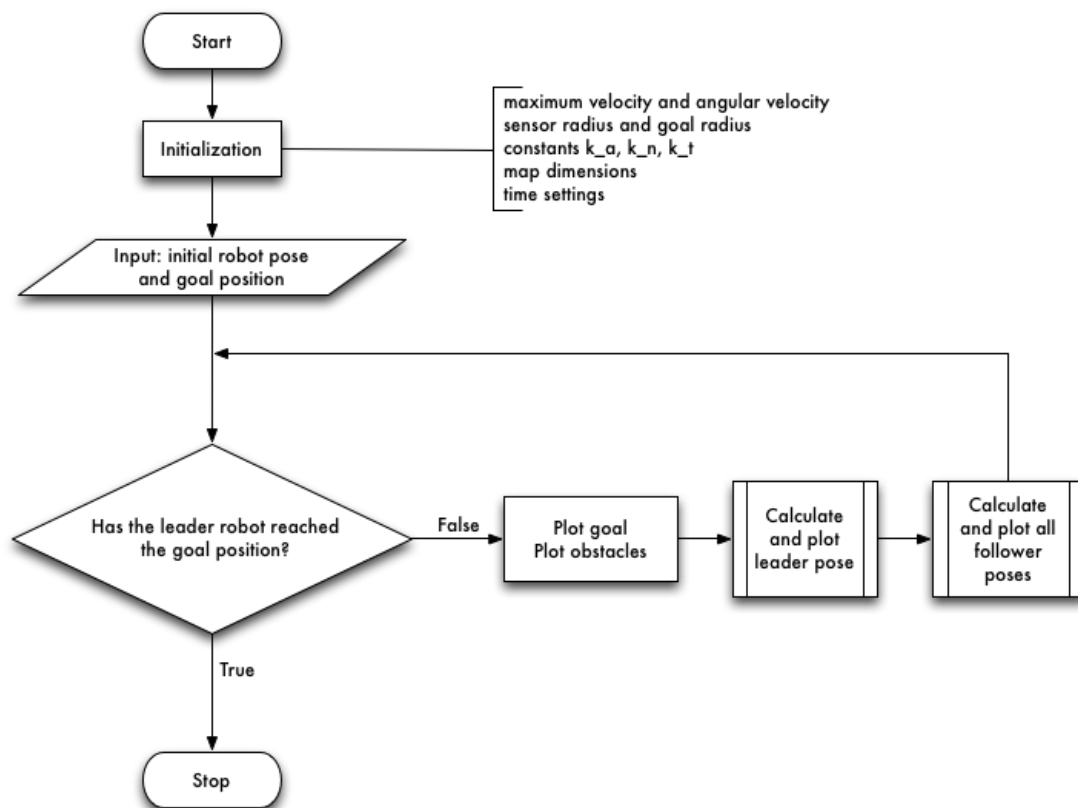 Start
Initialization
maximum velocity and angular velocity
sensor radius and goal radius
constants k_a, k_n, k_t
map dimensions
time settings
Input: initial robot pose
and goal position
Has the leader robot reached
the goal position?
False
Plot goal
Plot obstacles
Calculate
and plot
leader pose
Calculate
and plot all
follower
poses
True
Stop